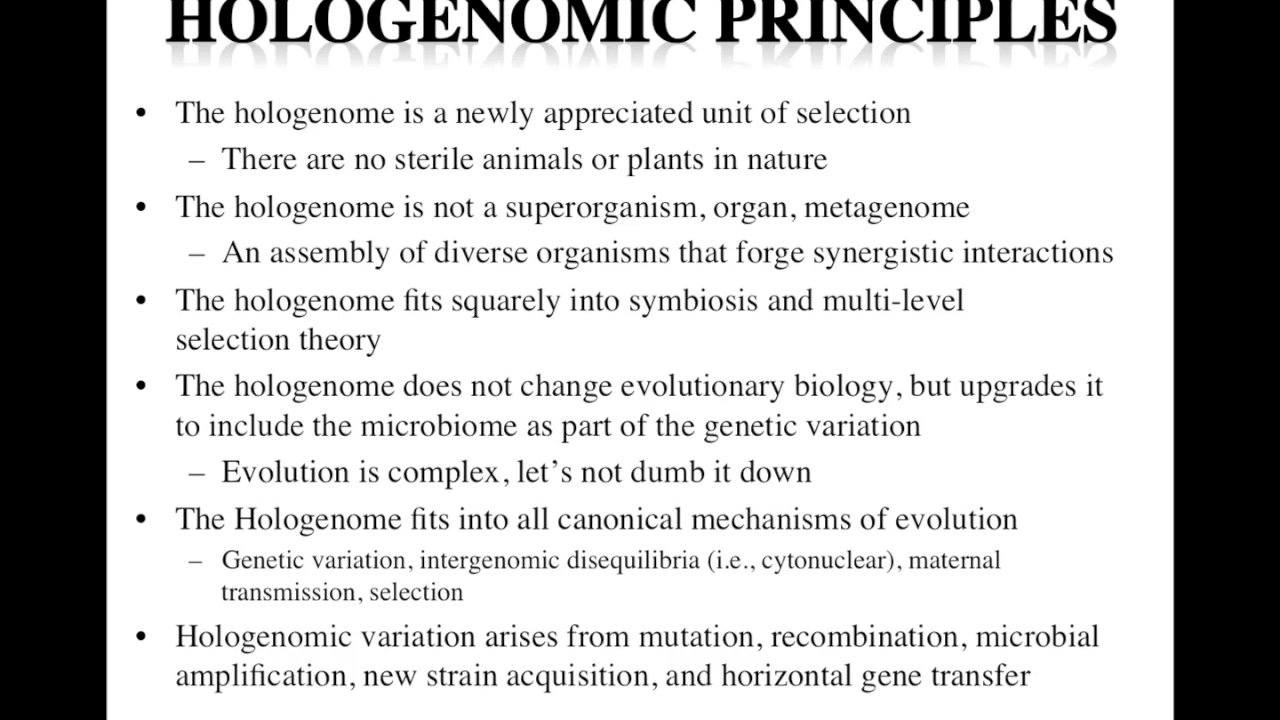 HOLOGENOMIC PRINCIPLES
• The hologenome is a newly appreciated unit of selection
– There are no sterile animals or plants in nature
• The hologenome is not a superorganism, organ, metagenome
– An assembly of diverse organisms that forge synergistic interactions
• The hologenome fits squarely into symbiosis and multi-level
selection theory
• The hologenome does not change evolutionary biology, but upgrades it
to include the microbiome as part of the genetic variation
– Evolution is complex, let’s not dumb it down
• The Hologenome fits into all canonical mechanisms of evolution
– Genetic variation, intergenomic disequilibria (i.e., cytonuclear), maternal
transmission, selection
• Hologenomic variation arises from mutation, recombination, microbial
amplification, new strain acquisition, and horizontal gene transfer